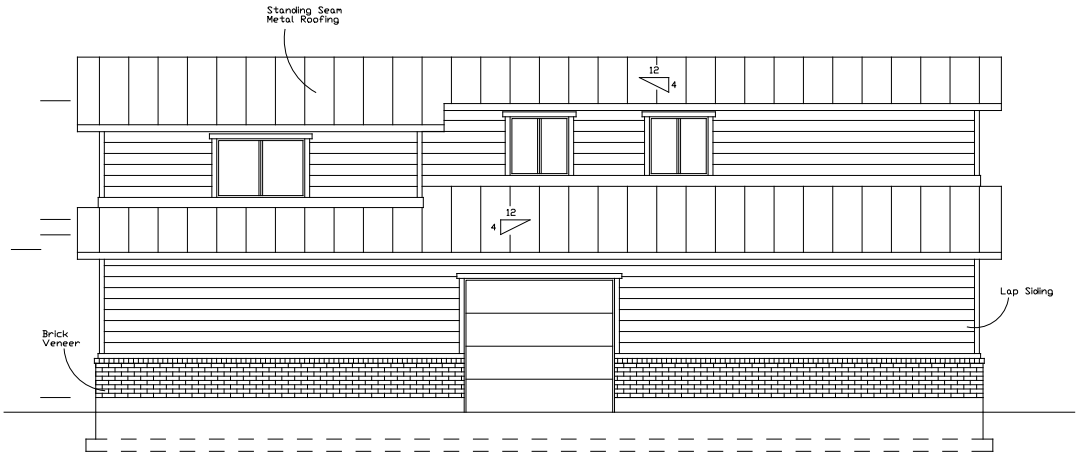 Standing Seam
Metal Roofing
12
4
12
4
Lap Siding
Brick
Veneer